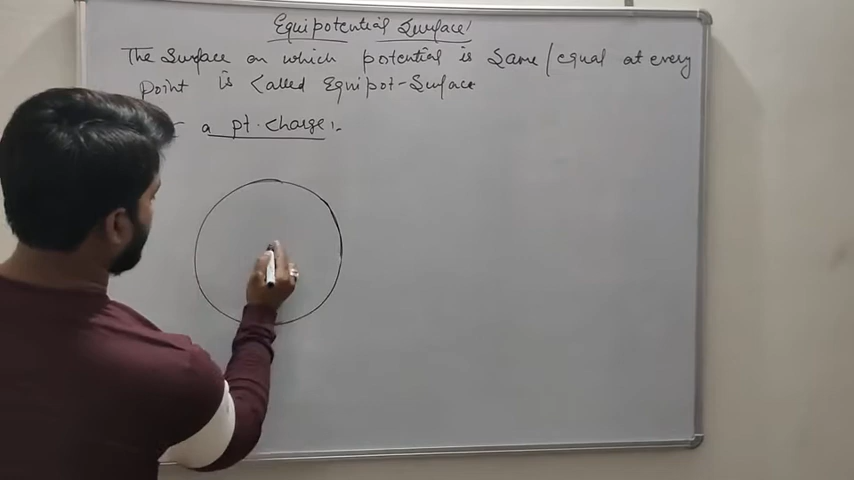 Equipotential Surface
The Surface on which potential is Same/equal at every
point is called Equipot-Surface
a pt. charge :-